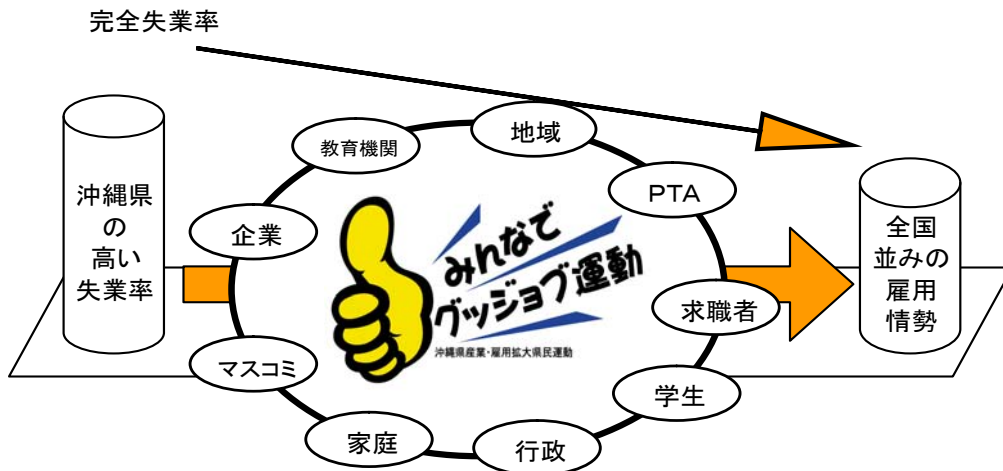 完全失業率
沖縄県
の
高い
失業率
教育機関
地域
PTA
企業
求職者
マスコミ
学生
家庭
行政
みんなで
グッジョブ運動
沖縄県産業・雇用拡大県民運動
全国
並みの
雇用
情勢